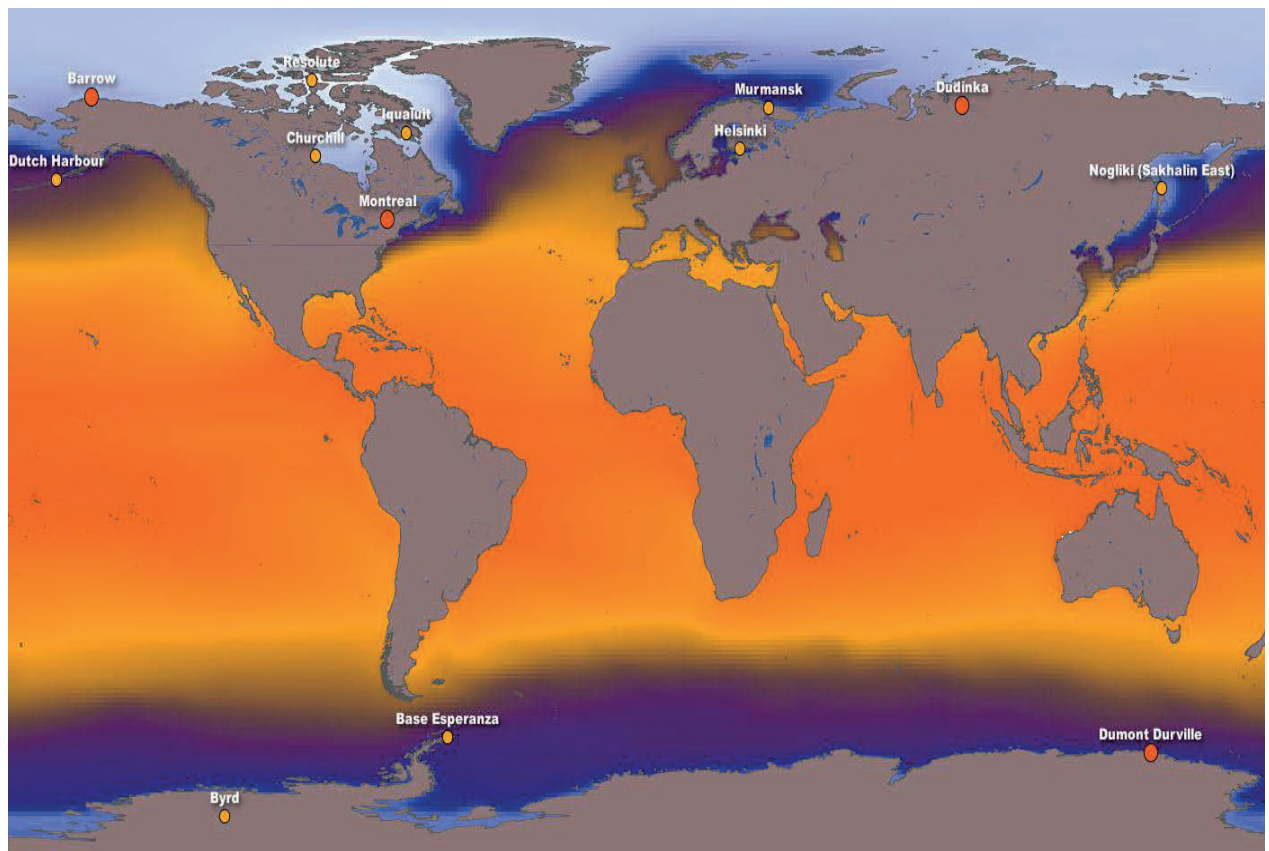 Resolute
Barrow
Murmansk
Dudinka
Iqualuit
Helsinki
Churchill
Dutch Harbour
Nogliki (Sakhalin East)
Montreal
Base Esperanza
Dumont Durville
Byrd